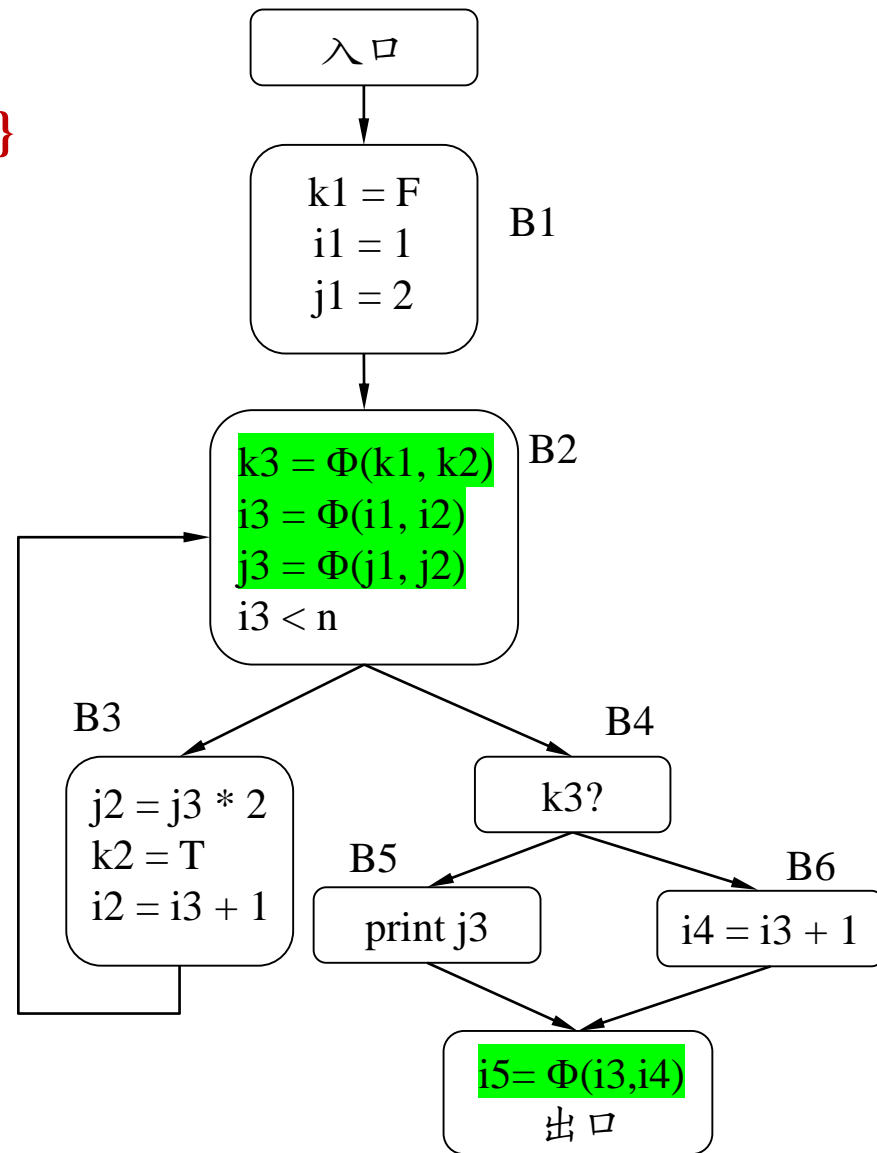 入口
}
k1 = F
i1 = 1
j1 = 2
B1
k3 = Φ(k1, k2)
i3 = Φ(i1, i2)
j3 = Φ(j1, j2)
i3 < n
B2
B3
j2 = j3 * 2
k2 = T
i2 = i3 + 1
B4
k3?
B5
print j3
B6
i4 = i3 + 1
i5= Φ(i3,i4)
出口